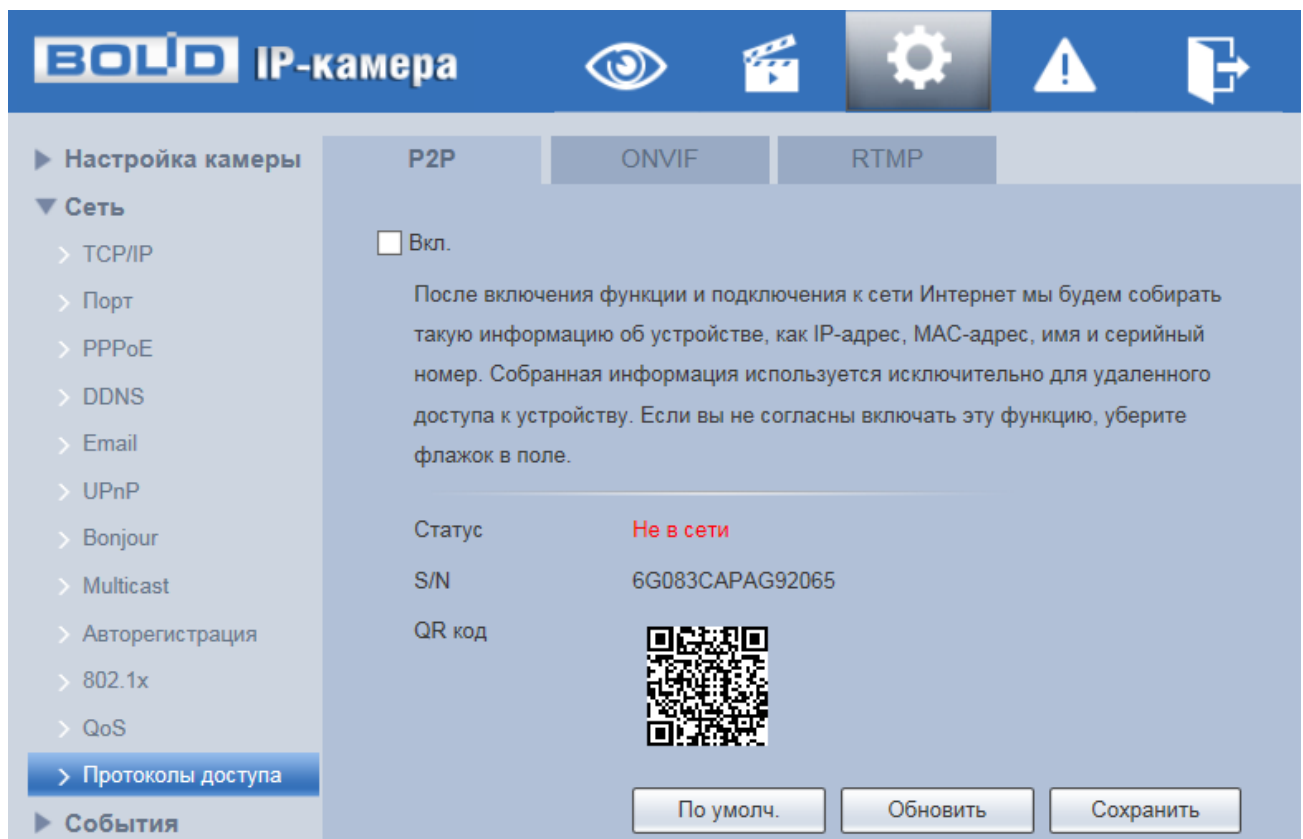 BOLID IP-камера
Настройка камеры
Сеть
TCP/IP
Порт
PPPoE
DDNS
Email
UPnP
Bonjour
Multicast
Авторегистрация
802.1x
QoS
Протоколы доступа
События
P2P ONVIF RTMP
Вкл.
После включения функции и подключения к сети Интернет мы будем собирать
такую информацию об устройстве, как IP-адрес, MAC-адрес, имя и серийный
номер. Собранная информация используется исключительно для удаленного
доступа к устройству. Если вы не согласны включать эту функцию, уберите
флажок в поле.
Статус Не в сети
S/N 6G083CAPAG92065
QR код
По умолч. Обновить Сохранить